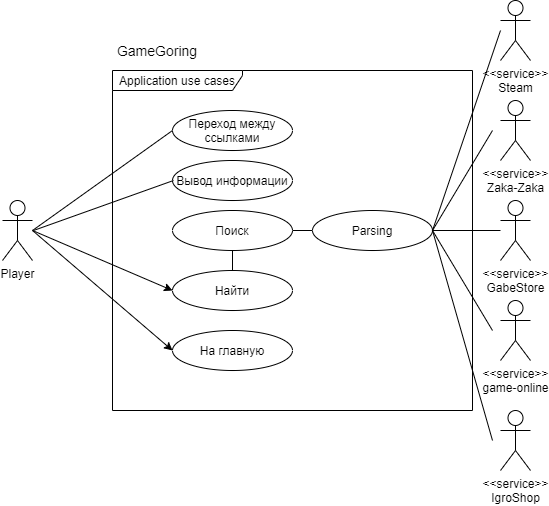 GameGoring
Application use cases
Переход между
ссылками
Вывод информации
Поиск
Parsing
Найти
На главную
Player
<<service>>
Steam
<<service>>
Zaka-Zaka
<<service>>
GabeStore
<<service>>
game-online
<<service>>
IgroShop